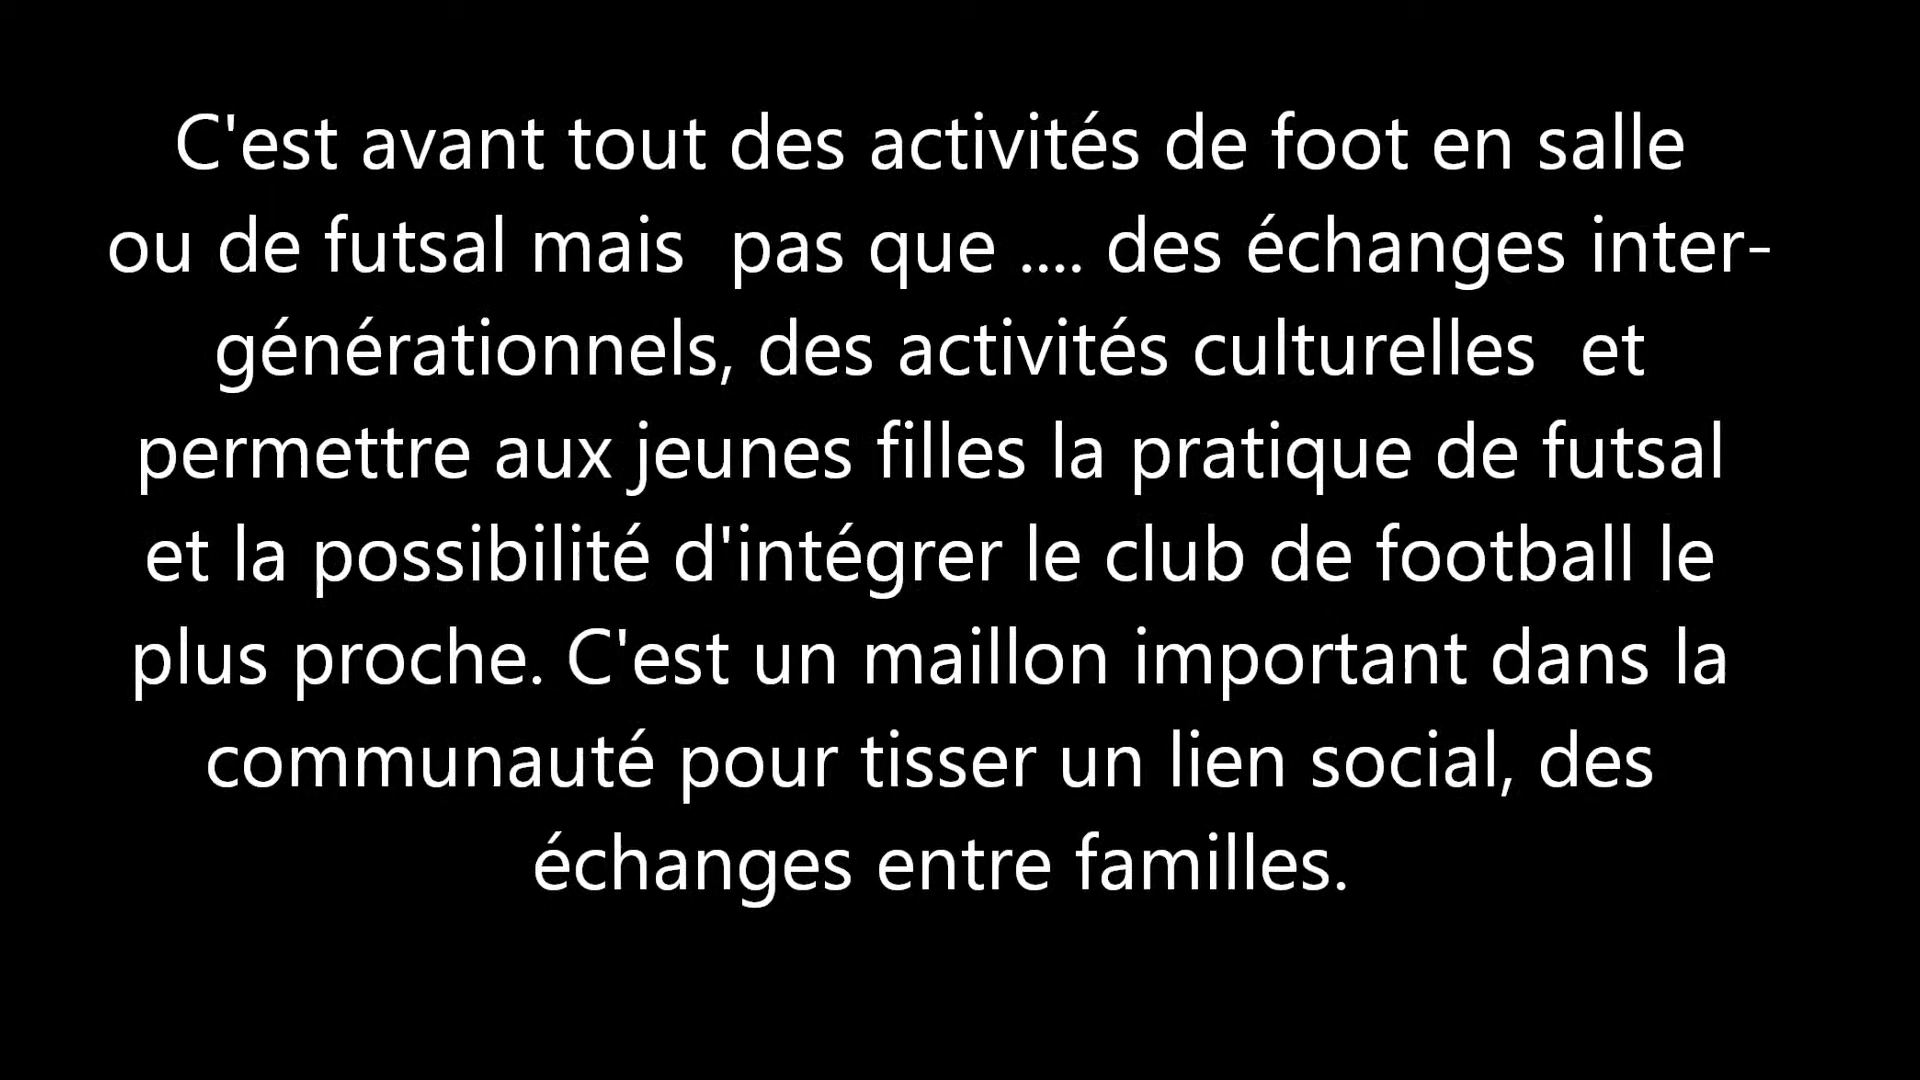 C'est avant tout des activités de foot en salle
ou de futsal mais  pas que .... des échanges inter-
générationnels, des activités culturelles  et
permettre aux jeunes filles la pratique de futsal
et la possibilité d'intégrer le club de football le
plus proche. C'est un maillon important dans la
communauté pour tisser un lien social, des
échanges entre familles.